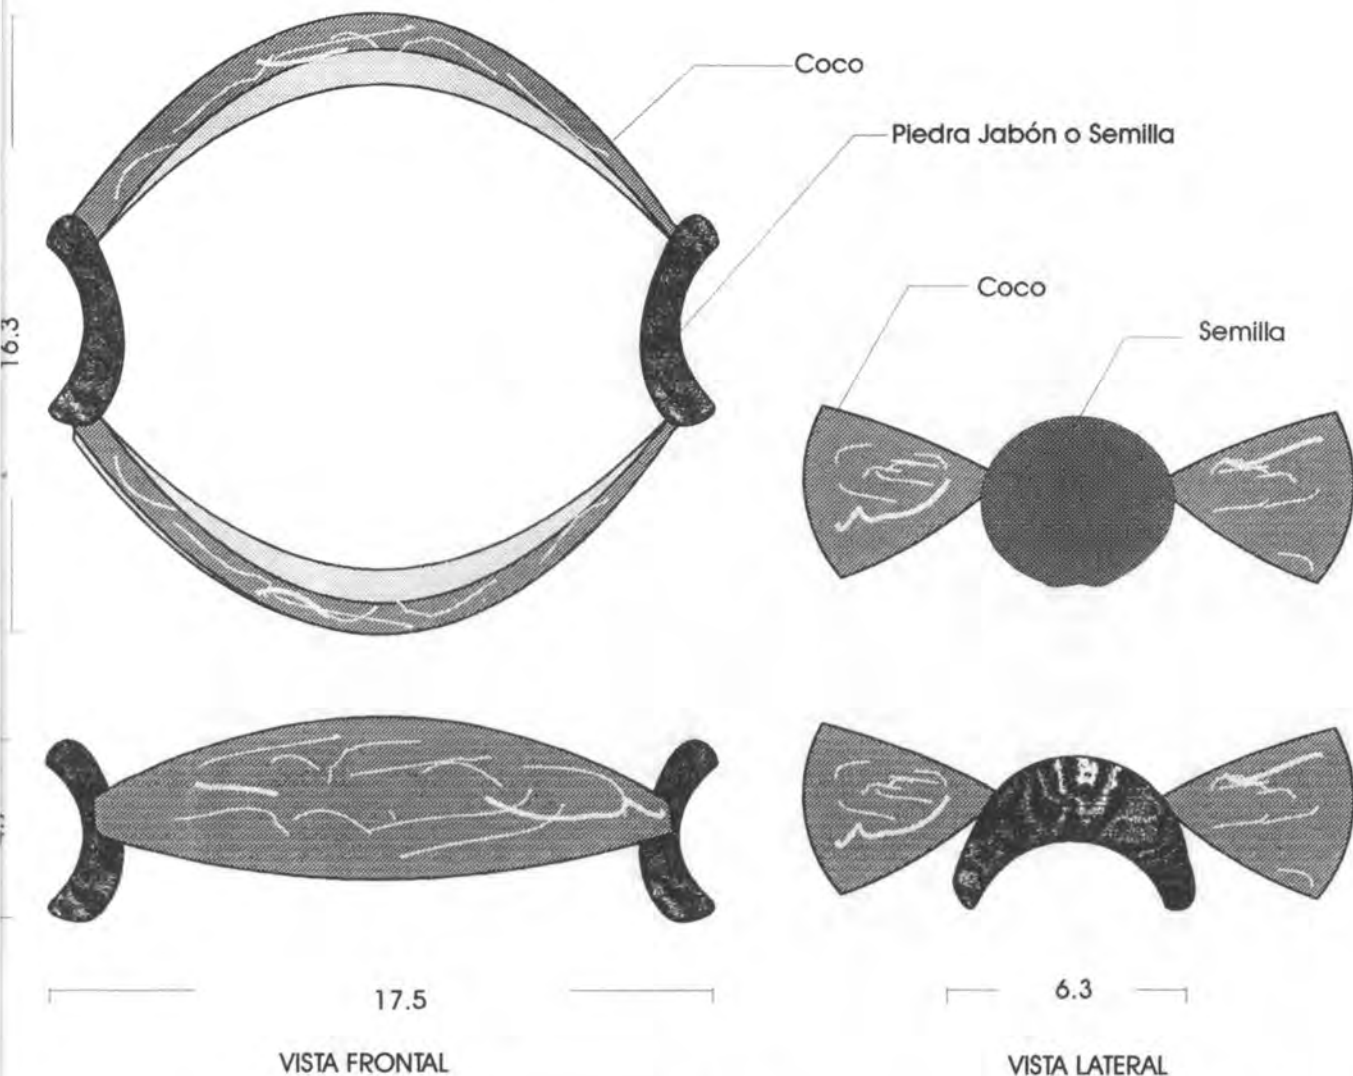 Coco
Piedra Jabón o Semilla
Coco
Semilla
16.3
17.5
6.3
VISTA FRONTAL
VISTA LATERAL